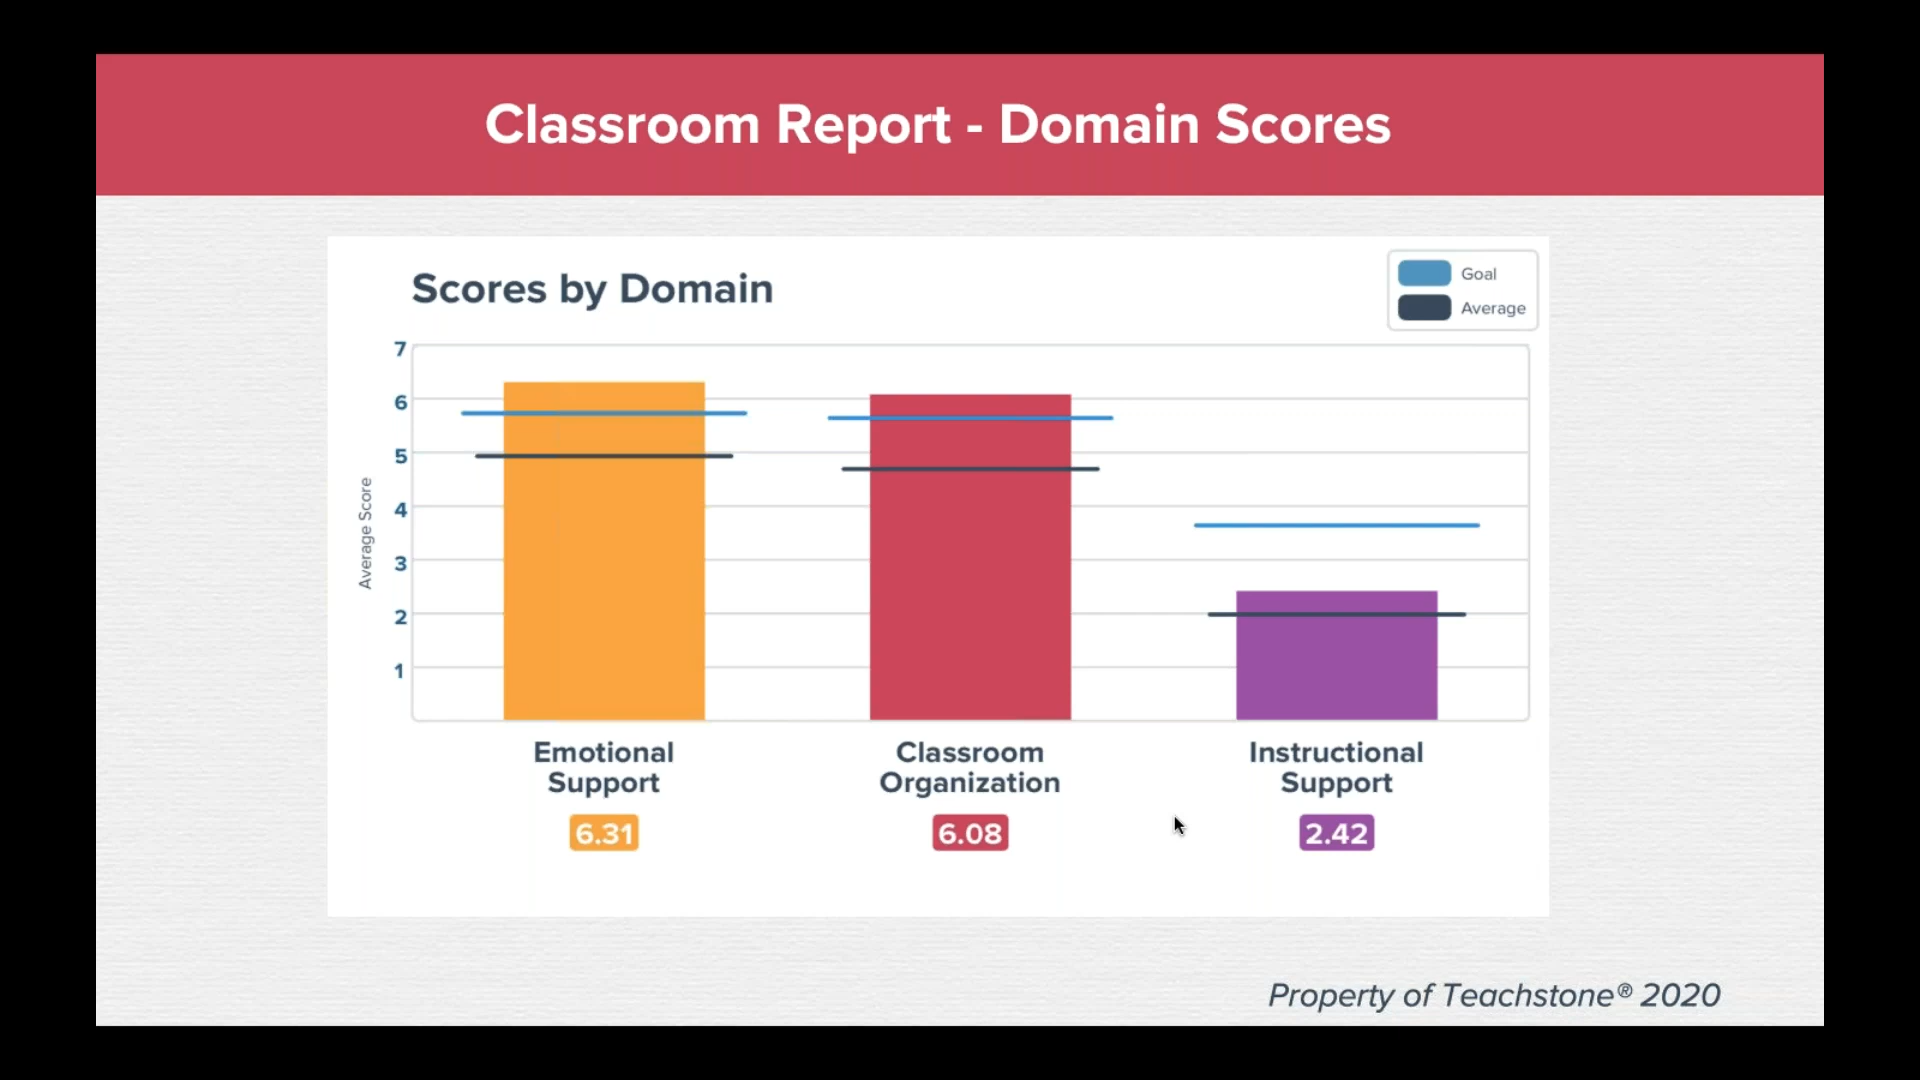 Classroom Report - Domain Scores
Scores by Domain
Goal
Average
7
6
5
4
3
2
1
Average Score
Emotional
Support
6.31
Classroom
Organization
6.08
Instructional
Support
2.42
Property of Teachstone® 2020